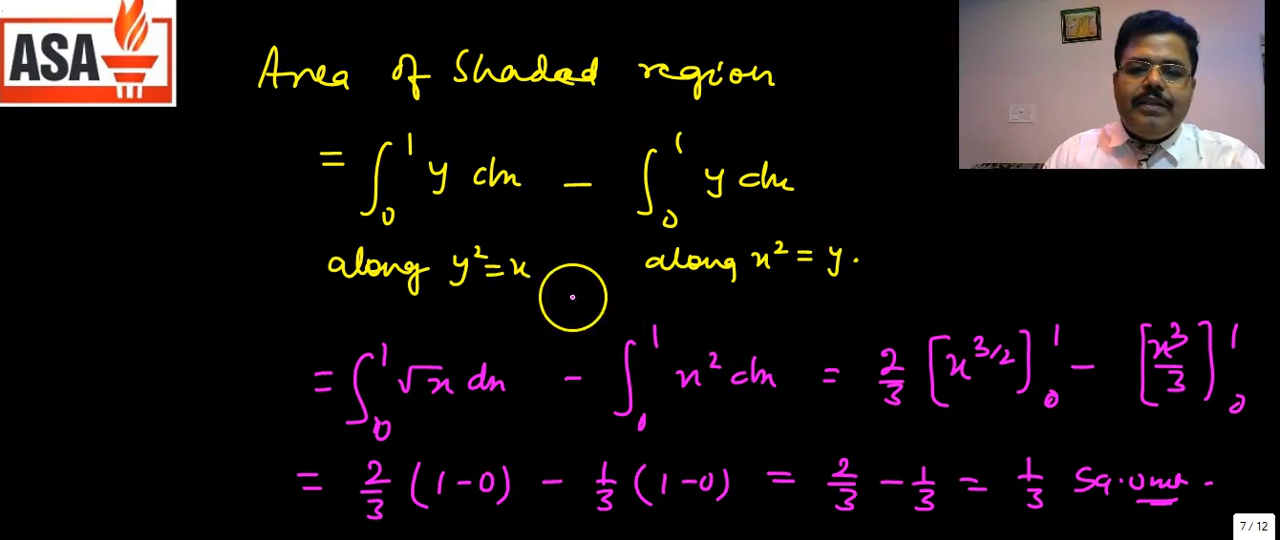 ASA
Area of Shaded region
= ∫₀¹ y dx − ∫₀¹ y dx
along y² = x along x² = y.
= ∫₀¹ √x dx − ∫₀¹ x² dx = 2/3 [x^{3/2}]₀¹ − [x³/3]₀¹
= 2/3 (1-0) − 1/3 (1-0) = 2/3 − 1/3 = 1/3 Sq. unit.
7 / 12